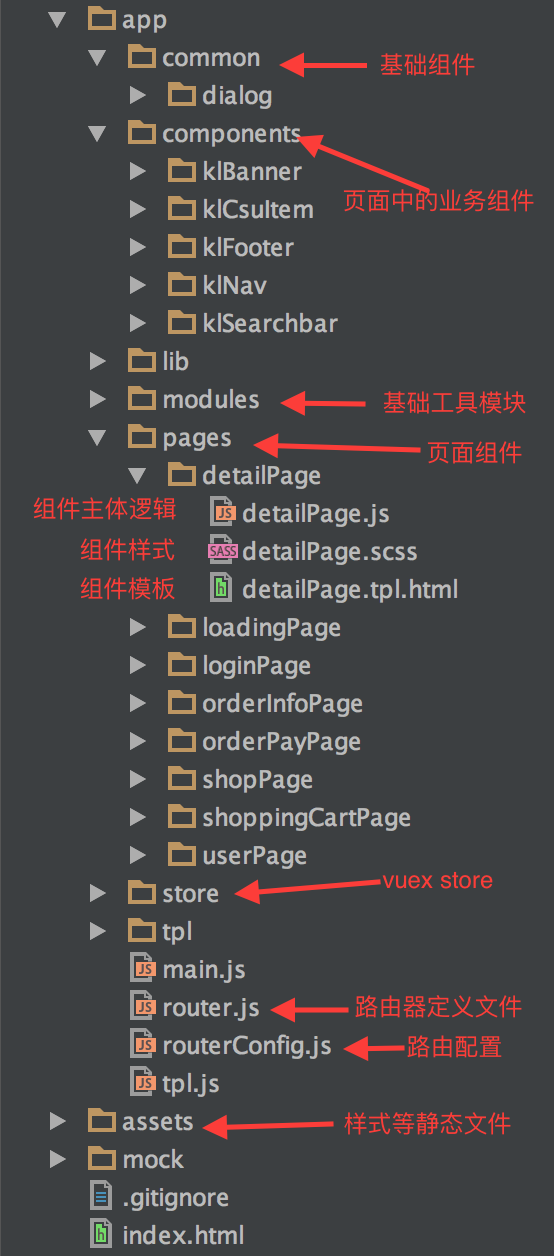 app
common
基础组件
dialog
components
页面中的业务组件
klBanner
klCsuItem
klFooter
klNav
klSearchbar
lib
modules
基础工具模块
pages
页面组件
detailPage
组件主体逻辑
JS
detailPage.js
组件样式
SASS
detailPage.scss
组件模板
h
detailPage.tpl.html
loadingPage
loginPage
orderInfoPage
orderPayPage
shopPage
shoppingCartPage
userPage
store
vuex store
tpl
JS
main.js
JS
router.js
路由器定义文件
JS
routerConfig.js
路由配置
JS
tpl.js
assets
样式等静态文件
mock
.gitignore
h
index.html